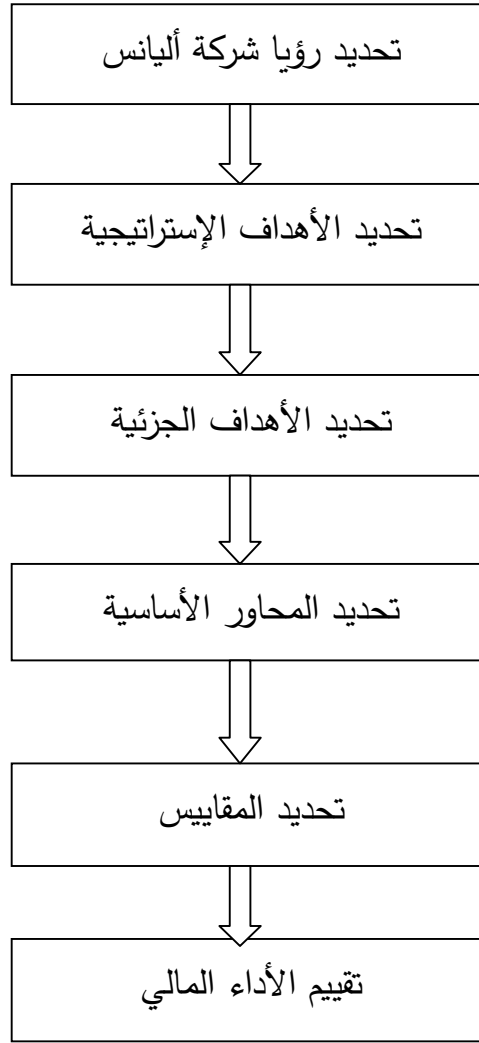 تحديد رؤيا شركة أليانس
تحديد الأهداف الإستراتيجية
تحديد الأهداف الجزئية
تحديد المحاور الأساسية
تحديد المقاييس
تقييم الأداء المالي